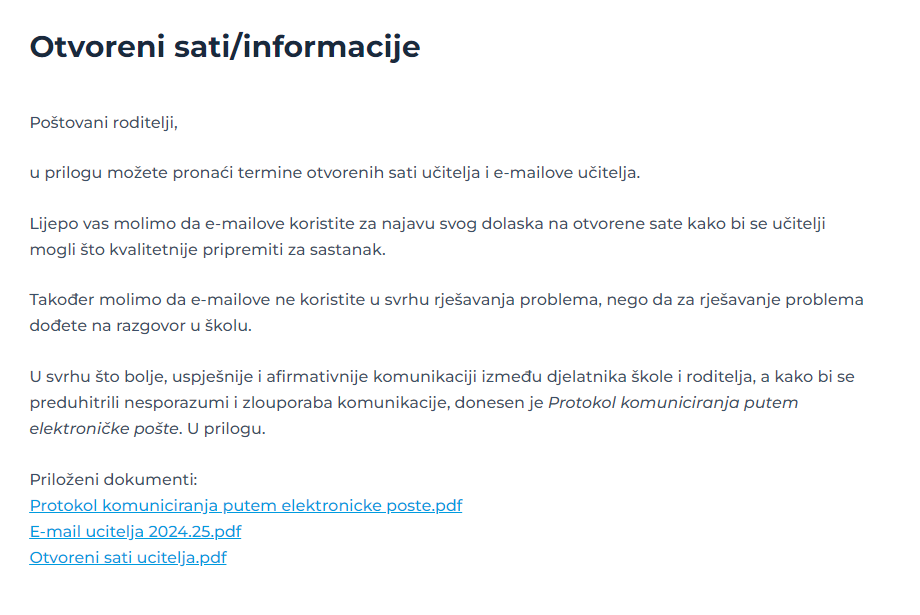 Otvoreni sati/informacije
Poštovani roditelji,
u prilogu možete pronaći termine otvorenih sati učitelja i e-mailove učitelja.
Lijepo vas molimo da e-mailove koristite za najavu svog dolaska na otvorene sate kako bi se učitelji
mogli što kvalitetnije pripremiti za sastanak.
Također molimo da e-mailove ne koristite u svrhu rješavanja problema, nego da za rješavanje problema
dođete na razgovor u školu.
U svrhu što bolje, uspješnije i afirmativnije komunikaciji između djelatnika škole i roditelja, a kako bi se
preduhitrili nesporazumi i zlouporaba komunikacije, donesen je Protokol komuniciranja putem
elektroničke pošte. U prilogu.
Priloženi dokumenti:
Protokol komuniciranja putem elektronicke poste.pdf
E-mail ucitelja 2024.25.pdf
Otvoreni sati ucitelja.pdf